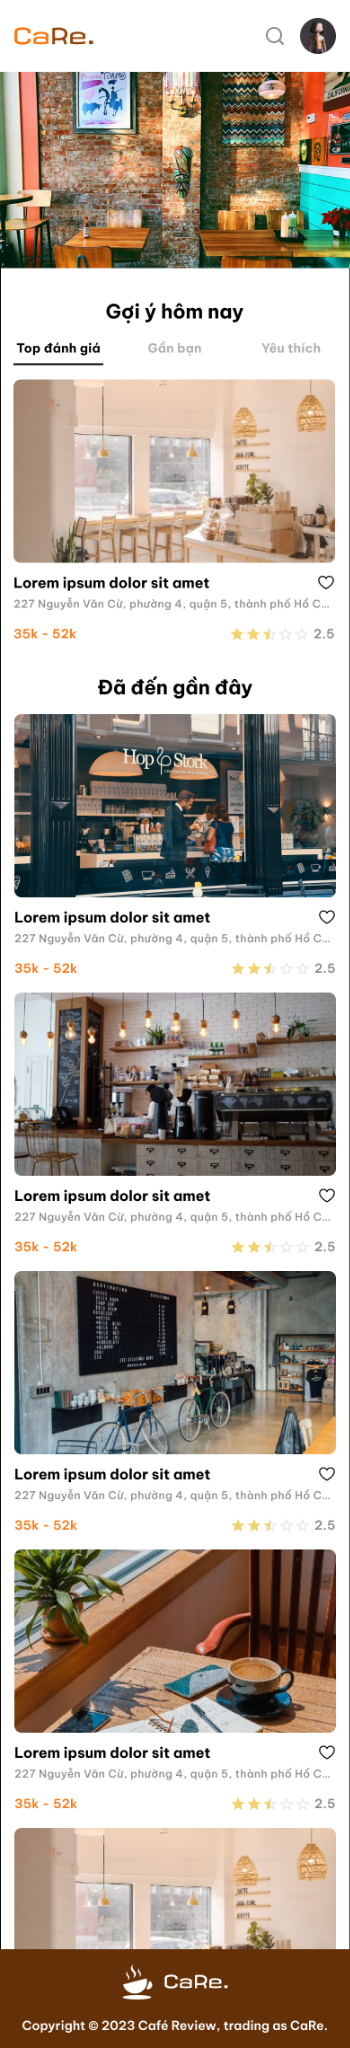 CaRe.
Gợi ý hôm nay
Top đánh giá
Gần bạn
Yêu thích
Lorem ipsum dolor sit amet
227 Nguyễn Văn Cừ, phường 4, quận 5, thành phố Hồ C...
35k - 52k
2.5
Đã đến gần đây
Hop & Stork
Lorem ipsum dolor sit amet
227 Nguyễn Văn Cừ, phường 4, quận 5, thành phố Hồ C...
35k - 52k
2.5
Lorem ipsum dolor sit amet
227 Nguyễn Văn Cừ, phường 4, quận 5, thành phố Hồ C...
35k - 52k
2.5
Lorem ipsum dolor sit amet
227 Nguyễn Văn Cừ, phường 4, quận 5, thành phố Hồ C...
35k - 52k
2.5
Lorem ipsum dolor sit amet
227 Nguyễn Văn Cừ, phường 4, quận 5, thành phố Hồ C...
35k - 52k
2.5
CaRe.
Copyright © 2023 Café Review, trading as CaRe.